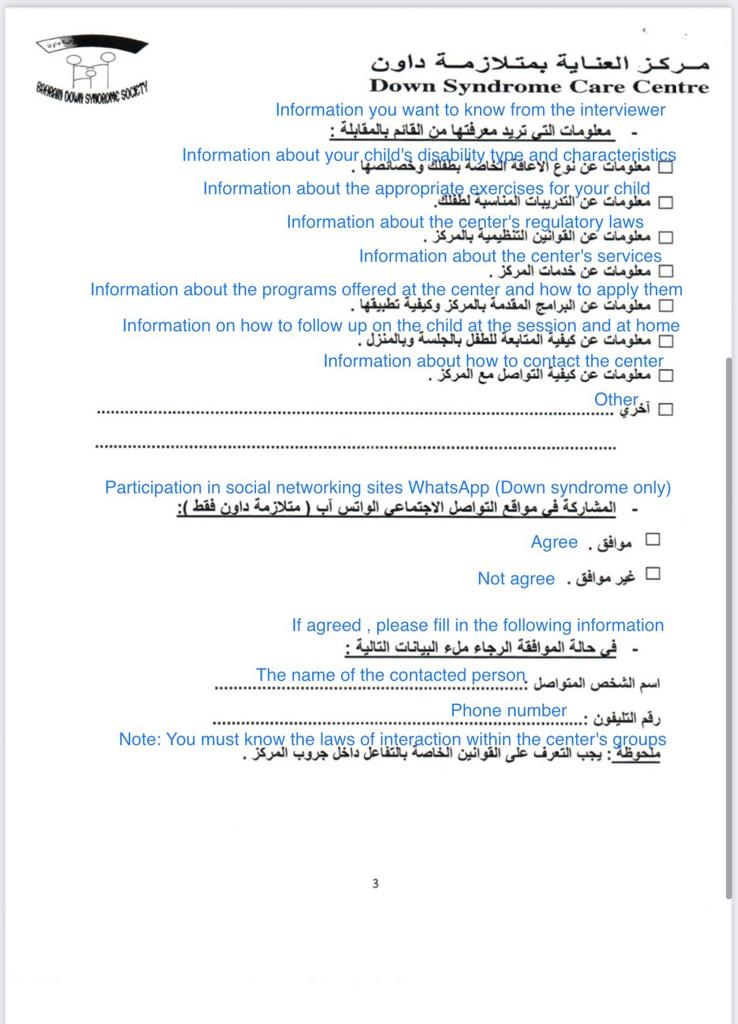 جمعية داون
BAHRAIN DOWN SYNDROME SOCIETY
مـركـز العنـاية بمتـلازمـة داون
Down Syndrome Care Centre
Information you want to know from the interviewer
- معلومات التي تريد معرفتها من القائم بالمقابلة :
Information about your child's disability type and characteristics
□ معلومات عن نوع الاعاقة الخاصة بطفلك وخصائصها .
Information about the appropriate exercises for your child
□ معلومات عن التدريبات المناسبة لطفلك.
Information about the center's regulatory laws
□ معلومات عن القوانين التنظيمية بالمركز .
Information about the center's services
□ معلومات عن خدمات المركز .
Information about the programs offered at the center and how to apply them
□ معلومات عن البرامج المقدمة بالمركز وكيفية تطبيقها .
Information on how to follow up on the child at the session and at home
□ معلومات عن كيفية المتابعة للطفل بالجلسة وبالمنزل .
Information about how to contact the center
□ معلومات عن كيفية التواصل مع المركز .
Other
□ آخري ................................................................
................................................................
Participation in social networking sites WhatsApp (Down syndrome only)
- المشاركة في مواقع التواصل الاجتماعي الواتس آب ( متلازمة داون فقط ):
Agree □ موافق .
Not agree □ غير موافق .
If agreed , please fill in the following information
- في حالة الموافقة الرجاء ملء البيانات التالية :
The name of the contacted person
اسم الشخص المتواصل :................................
Phone number
رقم التليفون :................................
Note: You must know the laws of interaction within the center's groups
ملحوظة : يجب التعرف على القوانين الخاصة بالتفاعل داخل جروب المركز .
3